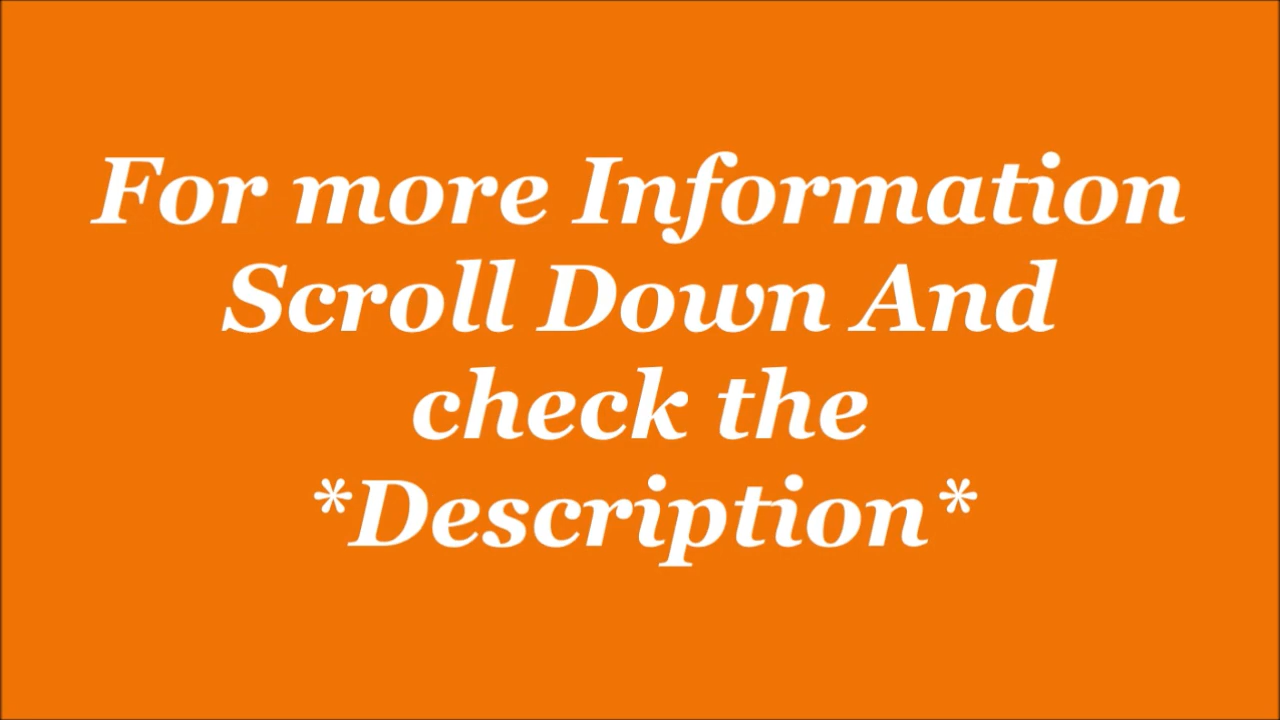 For more Information
Scroll Down And
check the
*Description*